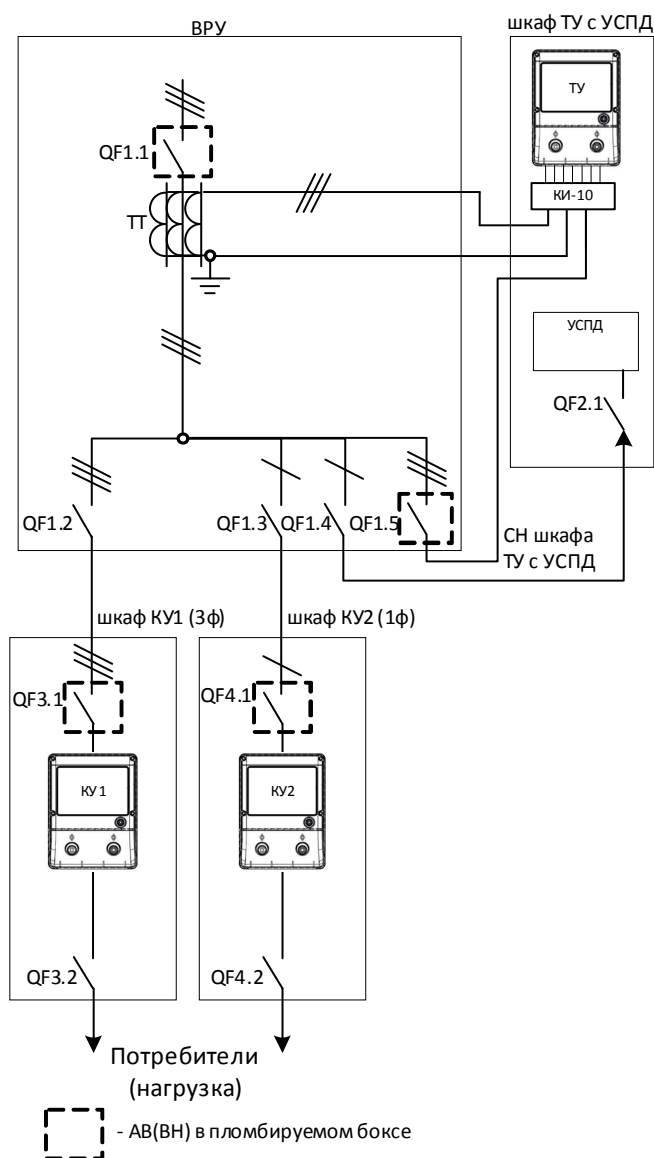 ВРУ
шкаф ТУ с УСПД
ТУ
QF1.1
КИ-10
ТТ
УСПД
QF2.1
QF1.2
QF1.3
QF1.4
QF1.5
СН шкафа
ТУ с УСПД
шкаф КУ1 (3ф)
шкаф КУ2 (1ф)
QF3.1
QF4.1
КУ1
КУ2
QF3.2
QF4.2
Потребители
(нагрузка)
- АВ(ВН) в пломбируемом боксе